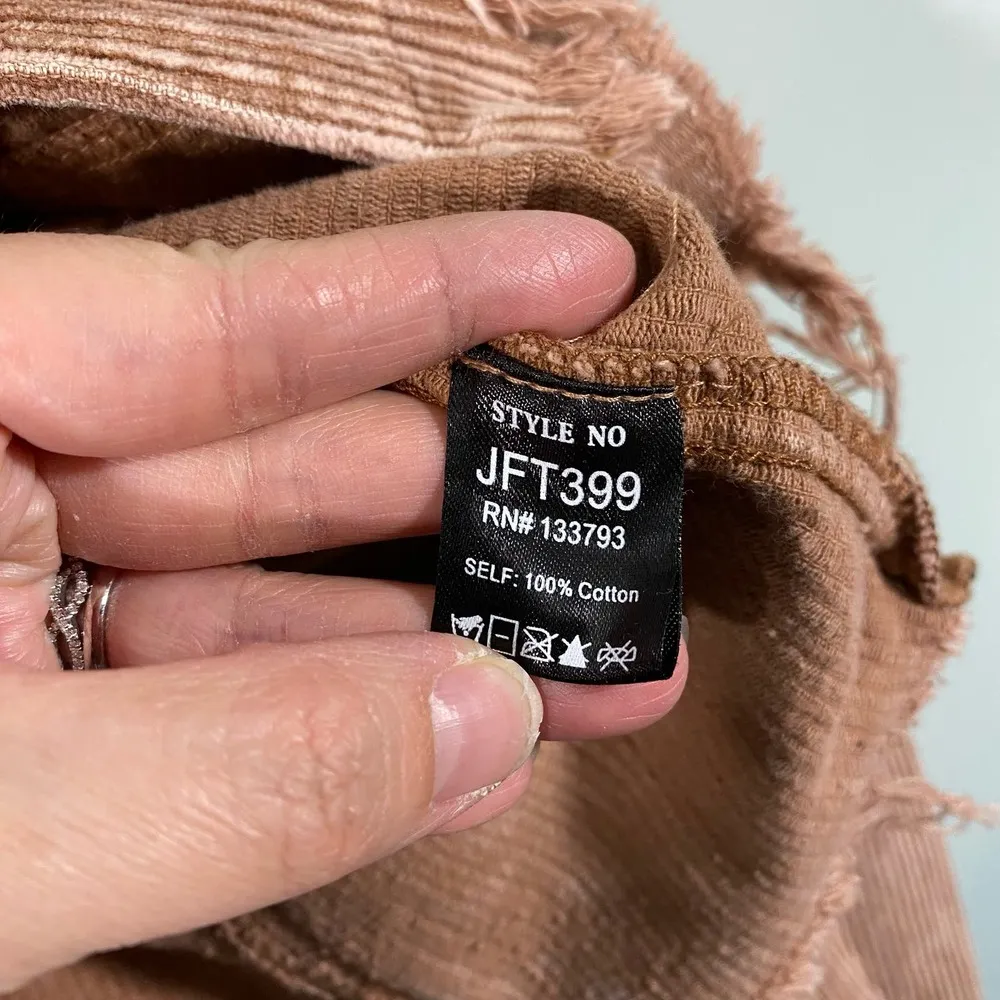 STYLE NO
JFT399
RN# 133793
SELF: 100% Cotton